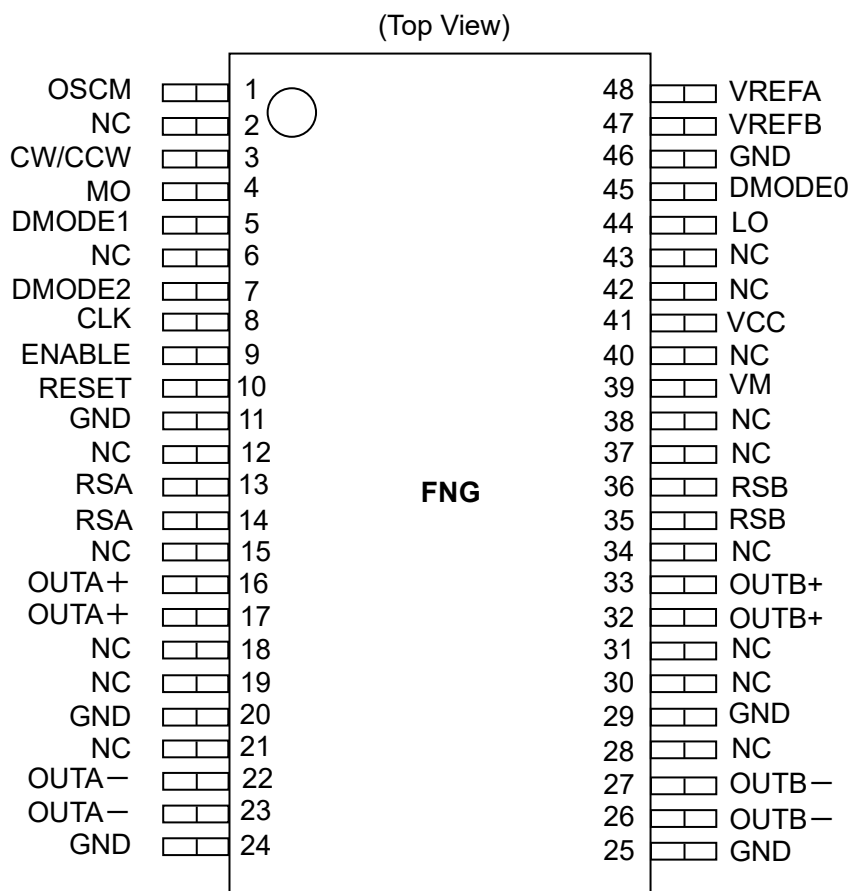 (Top View)
OSCM 1 48 VREFA
NC 2 47 VREFB
CW/CCW 3 46 GND
MO 4 45 DMODE0
DMODE1 5 44 LO
NC 6 43 NC
DMODE2 7 42 NC
CLK 8 41 VCC
ENABLE 9 40 NC
RESET 10 39 VM
GND 11 38 NC
NC 12 37 NC
RSA 13 FNG 36 RSB
RSA 14 35 RSB
NC 15 34 NC
OUTA+ 16 33 OUTB+
OUTA+ 17 32 OUTB+
NC 18 31 NC
NC 19 30 NC
GND 20 29 GND
NC 21 28 NC
OUTA− 22 27 OUTB−
OUTA− 23 26 OUTB−
GND 24 25 GND